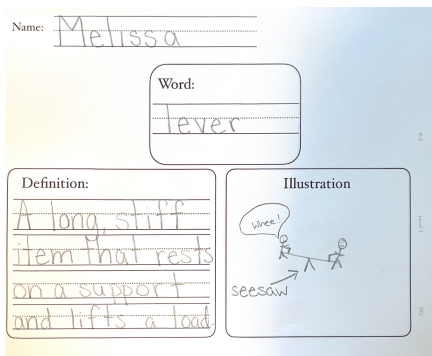 Name: Melissa
Word:
lever
Definition:
A long, stiff
item that rests
on a support
and lifts a load.
Illustration
Whee!
seesaw